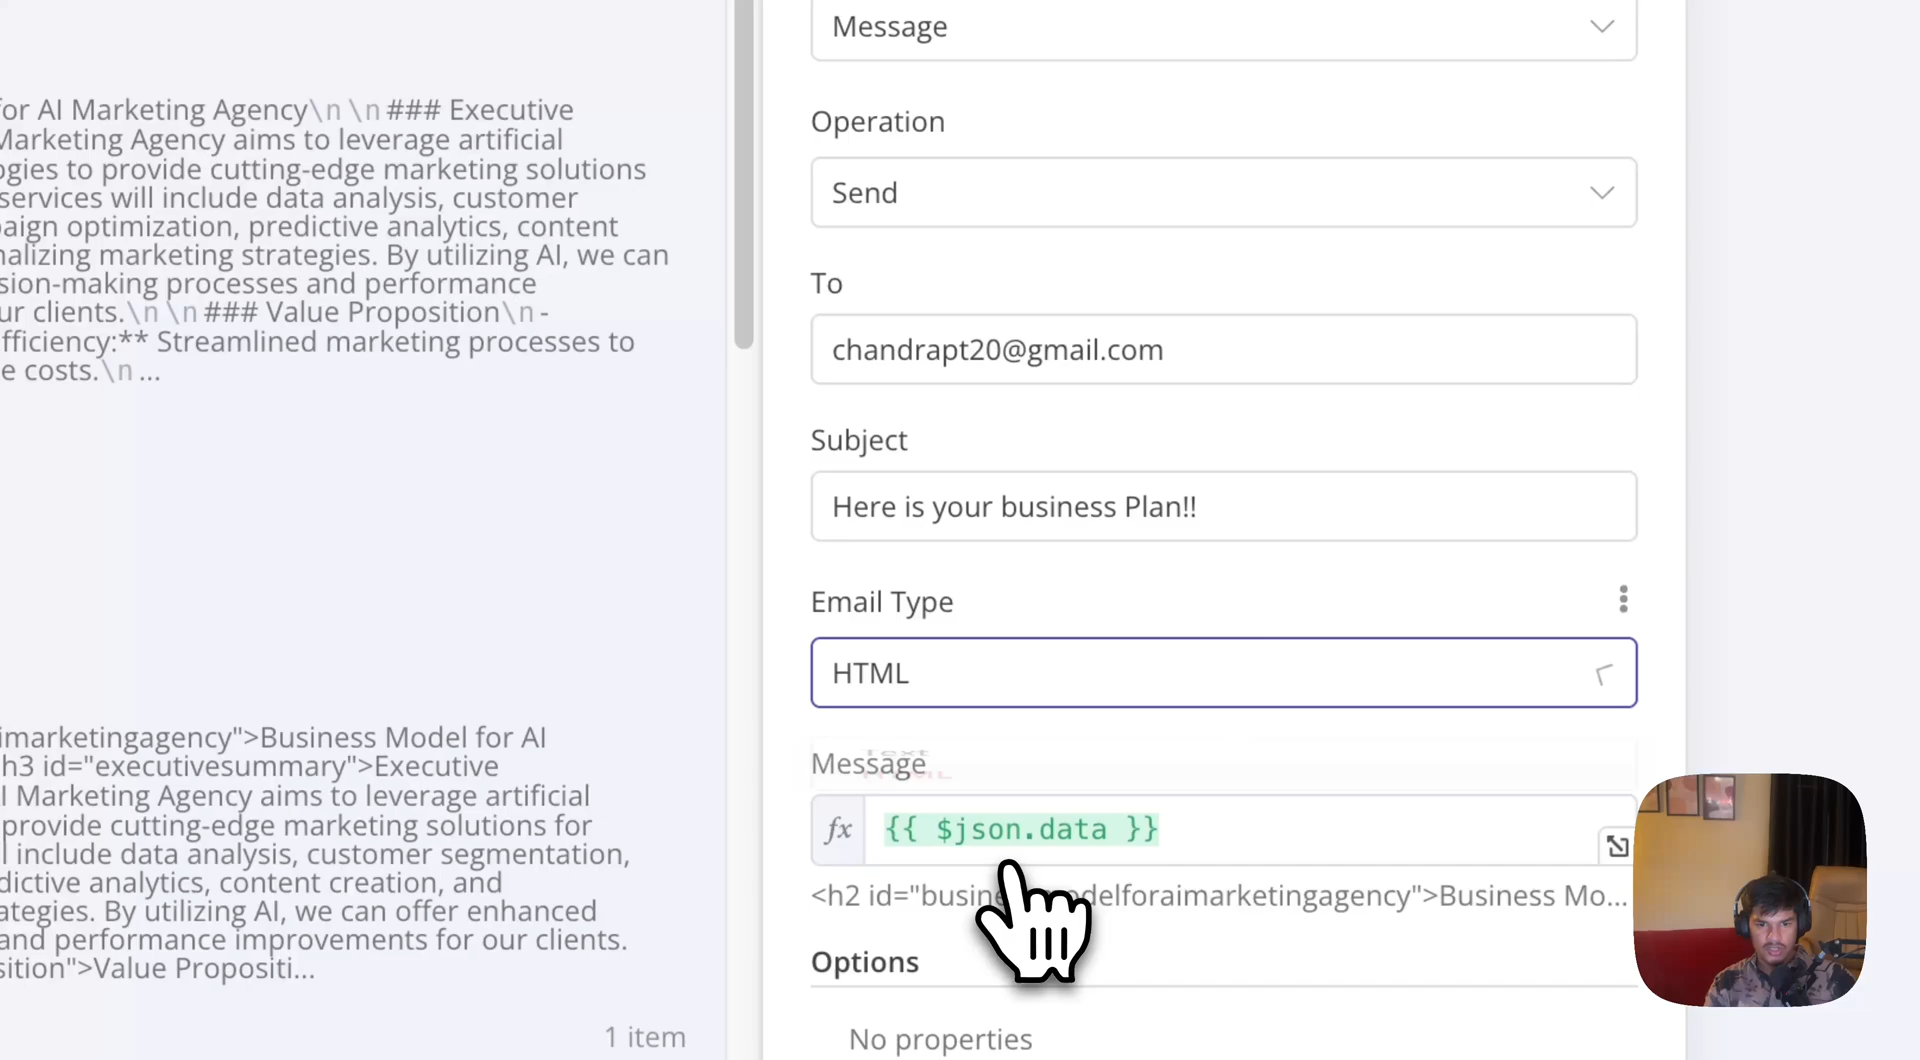 for AI Marketing Agency\n \n ### Executive
Marketing Agency aims to leverage artificial
ogies to provide cutting-edge marketing solutions
services will include data analysis, customer
aign optimization, predictive analytics, content
nalizing marketing strategies. By utilizing AI, we can
sion-making processes and performance
ur clients.\n \n ### Value Proposition\n -
fficiency:** Streamlined marketing processes to
e costs.\n ...
imarketingagency">Business Model for AI
h3 id="executivesummary">Executive
I Marketing Agency aims to leverage artificial
provide cutting-edge marketing solutions for
l include data analysis, customer segmentation,
dictive analytics, content creation, and
ategies. By utilizing AI, we can offer enhanced
and performance improvements for our clients.
sition">Value Propositi...
1 item
Message
Operation
Send
To
chandrapt20@gmail.com
Subject
Here is your business Plan!!
Email Type
HTML
Text
HTML
Message
fx {{ $json.data }}
<h2 id="busin odelforaimarketingagency">Business Mo...
Options
No properties